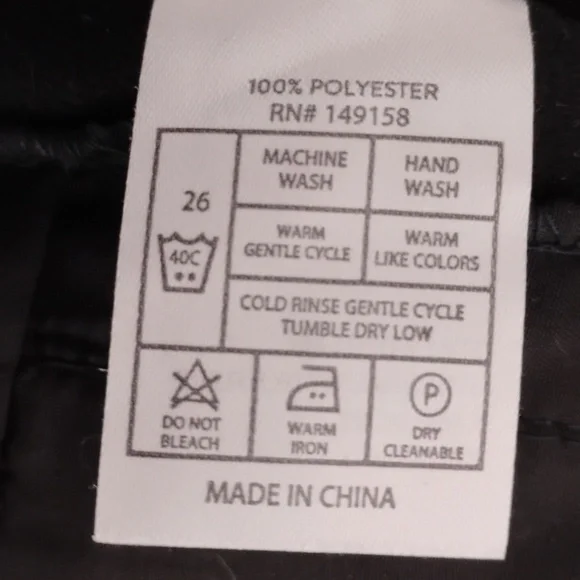 100% POLYESTER
RN# 149158
26
40C
MACHINE
WASH
HAND
WASH
WARM
GENTLE CYCLE
WARM
LIKE COLORS
COLD RINSE GENTLE CYCLE
TUMBLE DRY LOW
DO NOT
BLEACH
WARM
IRON
P
DRY
CLEANABLE
MADE IN CHINA